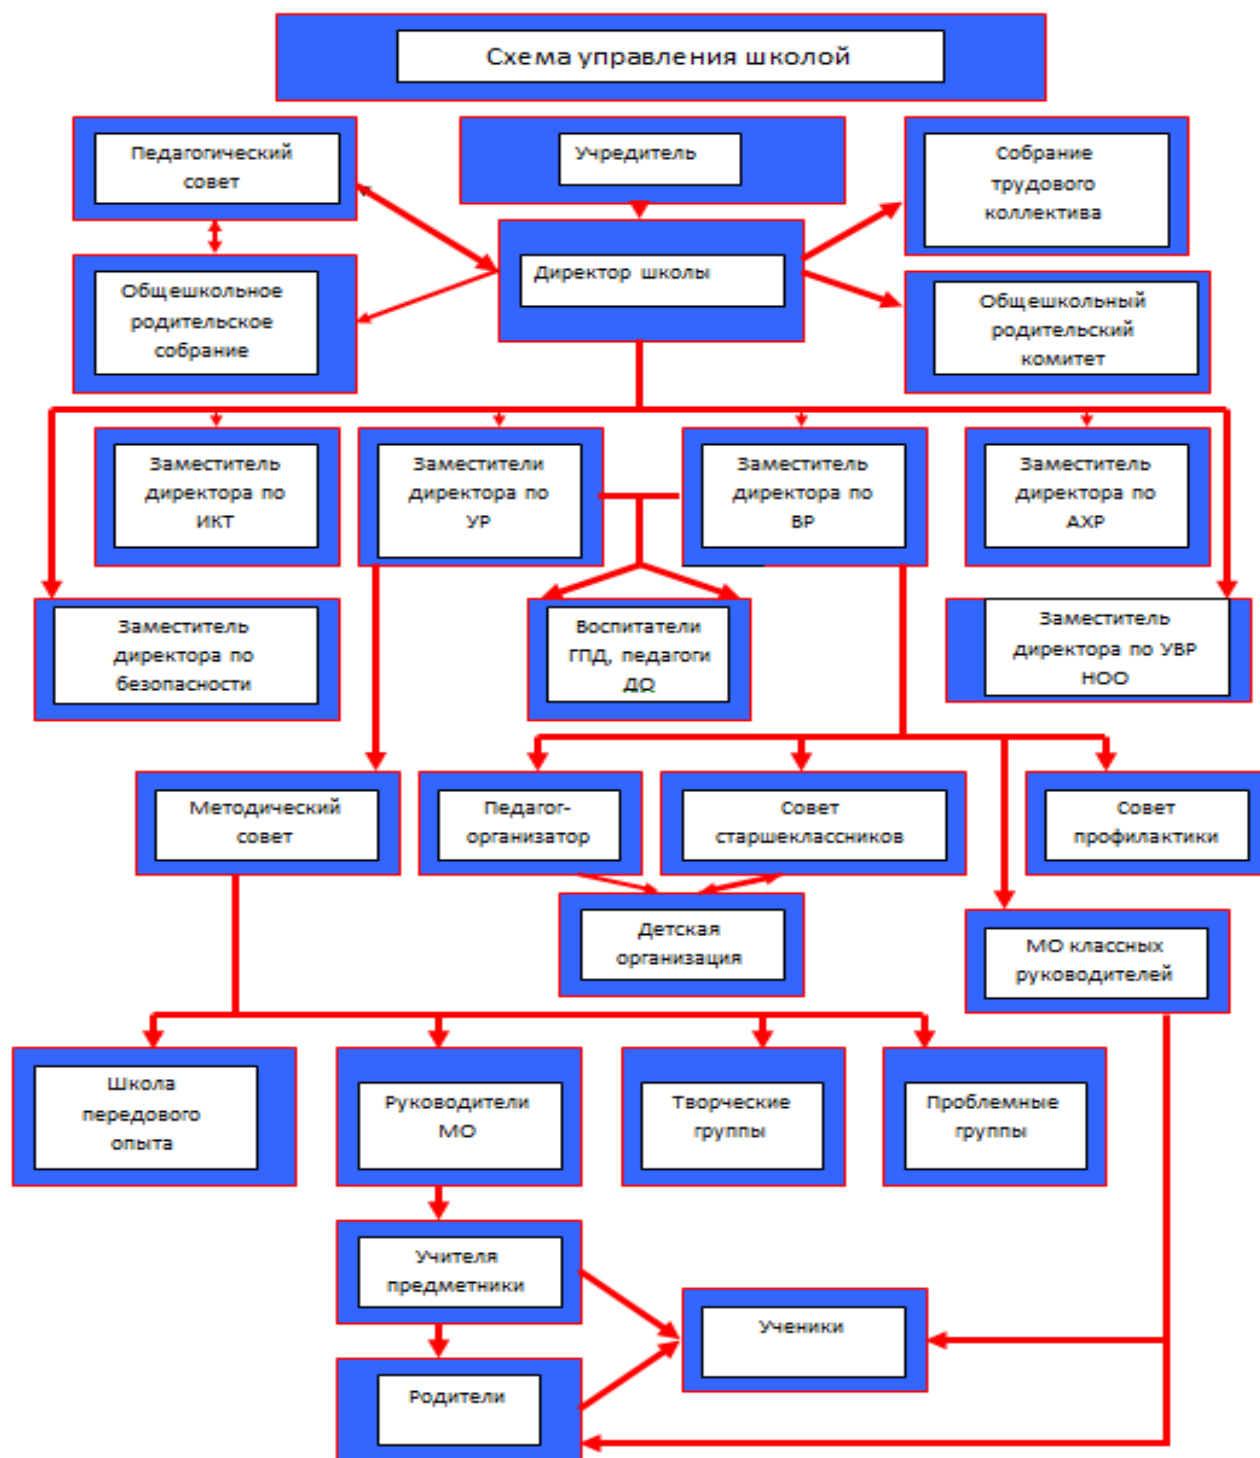 Схема управления школой
Педагогический
совет
Учредитель
Собрание
трудового
коллектива
Директор школы
Общешкольное
родительское
собрание
Общешкольный
родительский
комитет
Заместитель
директора по
ИКТ
Заместители
директора по
УР
Заместитель
директора по
ВР
Заместитель
директора по
АХР
Заместитель
директора по
безопасности
Воспитатели
ГПД, педагоги
ДО
Заместитель
директора по УВР
НОО
Методический
совет
Педагог-
организатор
Совет
старшеклассников
Совет
профилактики
Детская
организация
МО классных
руководителей
Школа
передового
опыта
Руководители
МО
Творческие
группы
Проблемные
группы
Учителя
предметники
Ученики
Родители